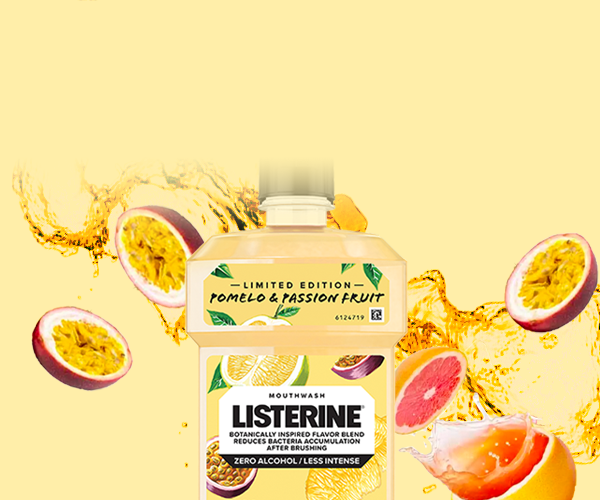 —LIMITED EDITION—
POMELO & PASSION FRUIT
6124719
MOUTHWASH
LISTERINE®
BOTANICALLY INSPIRED FLAVOR BLEND
REDUCES BACTERIA ACCUMULATION
AFTER BRUSHING
ZERO ALCOHOL / LESS INTENSE